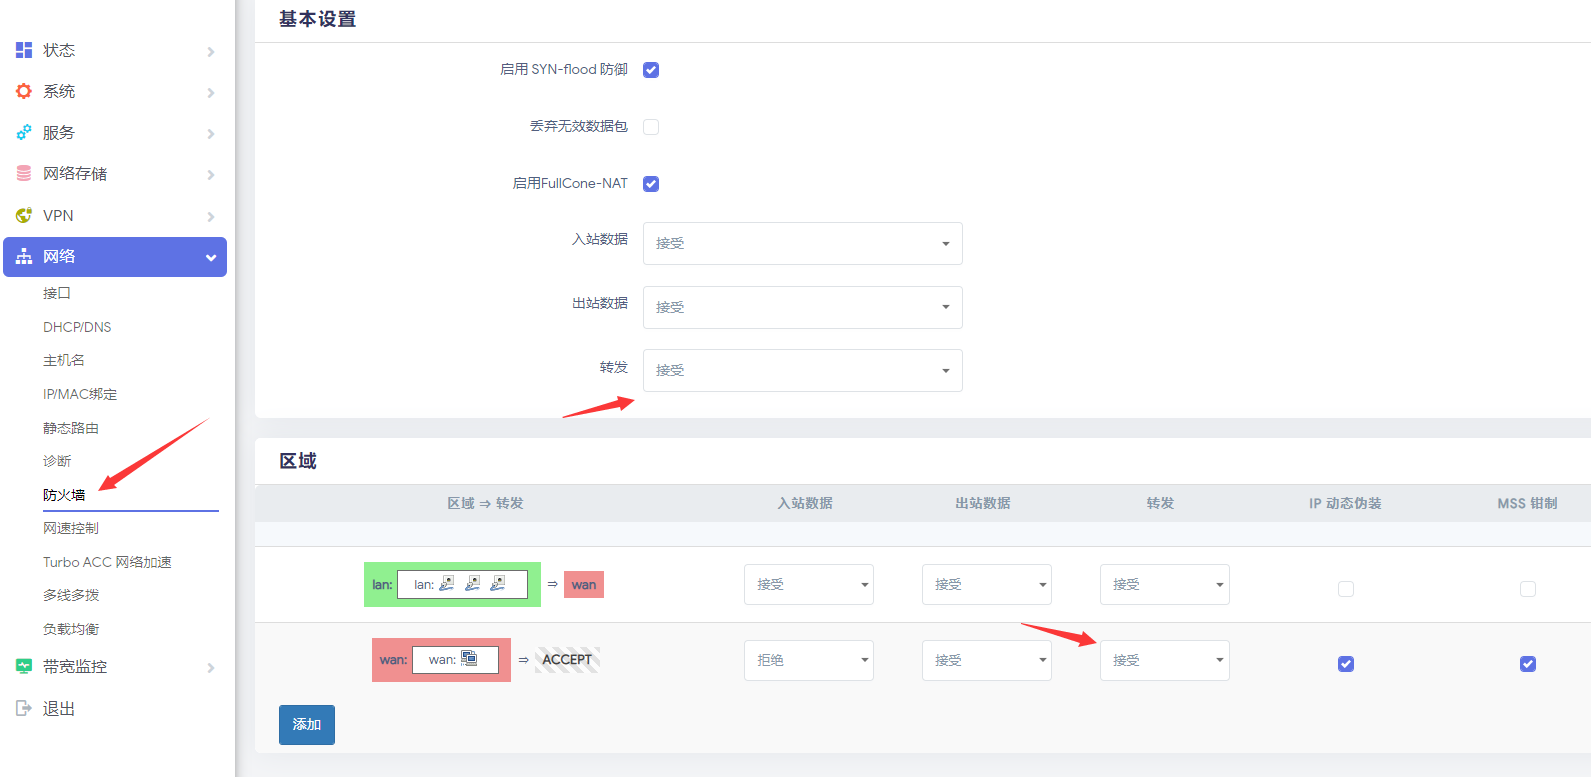 状态
系统
服务
网络存储
VPN
网络
接口
DHCP/DNS
主机名
IP/MAC绑定
静态路由
诊断
防火墙
网速控制
Turbo ACC 网络加速
多线多拨
负载均衡
带宽监控
退出
基本设置
启用 SYN-flood 防御
丢弃无效数据包
启用FullCone-NAT
入站数据 接受
出站数据 接受
转发 接受
区域
区域 ⇒ 转发 入站数据 出站数据 转发 IP 动态伪装 MSS 钳制
lan: lan: ⇒ wan 接受 接受 接受
wan: wan: ⇒ ACCEPT 拒绝 接受 接受
添加